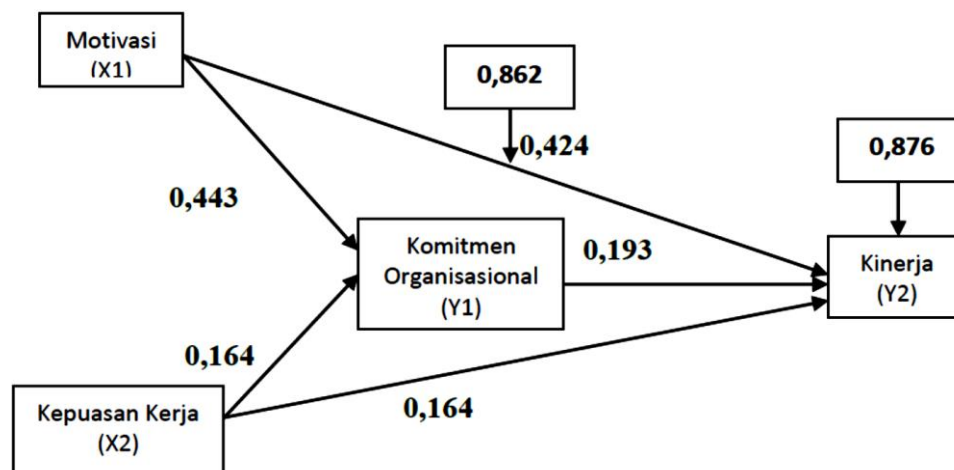 Motivasi
(X1)
0,862
0,424
0,876
0,443
Komitmen
Organisasional
(Y1)
0,193
Kinerja
(Y2)
0,164
Kepuasan Kerja
(X2)
0,164